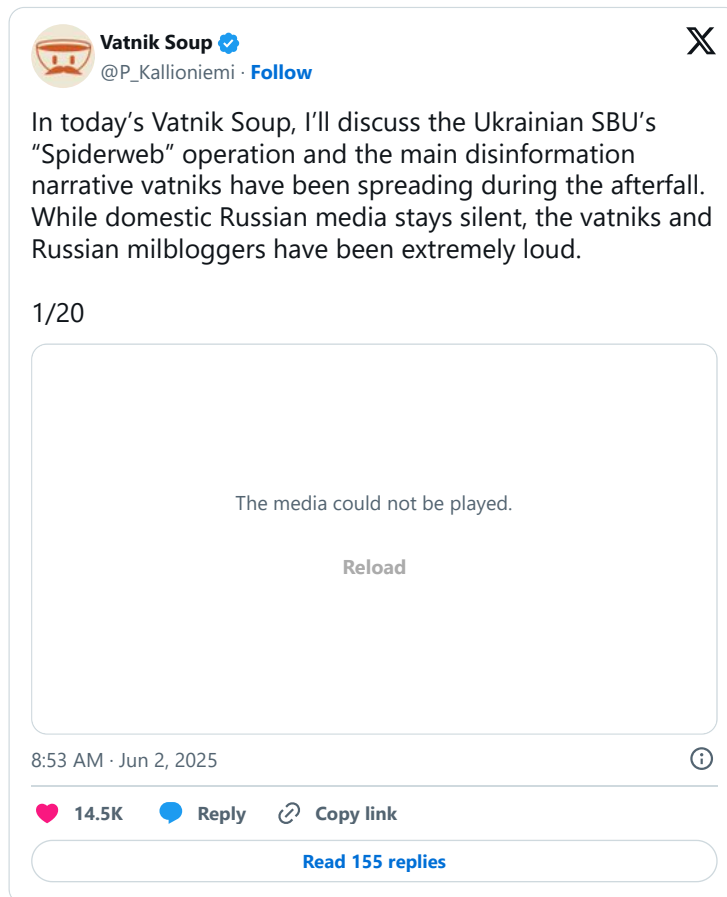 Vatnik Soup
@P_Kallioniemi · Follow
In today’s Vatnik Soup, I’ll discuss the Ukrainian SBU’s
“Spiderweb” operation and the main disinformation
narrative vatniks have been spreading during the afterfall.
While domestic Russian media stays silent, the vatniks and
Russian milbloggers have been extremely loud.
1/20
The media could not be played.
Reload
8:53 AM · Jun 2, 2025
14.5K Reply Copy link
Read 155 replies